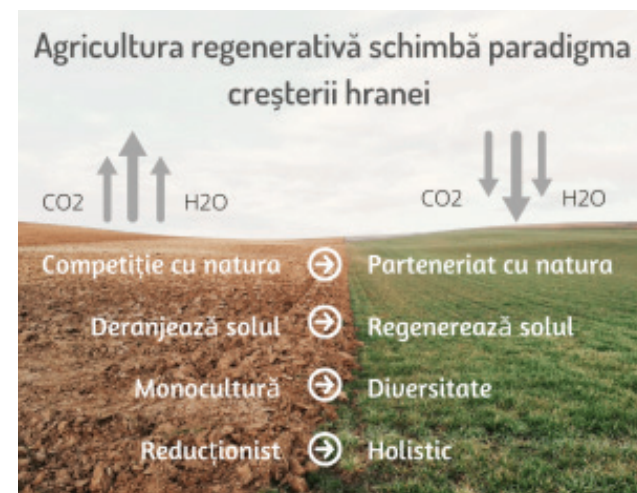 Agricultura regenerativă schimbă paradigma
creșterii hranei
CO2 H2O CO2 H2O
Competiție cu natura Parteneriat cu natura
Deranjează solul Regenerează solul
Monocultură Diversitate
Reducționist Holistic